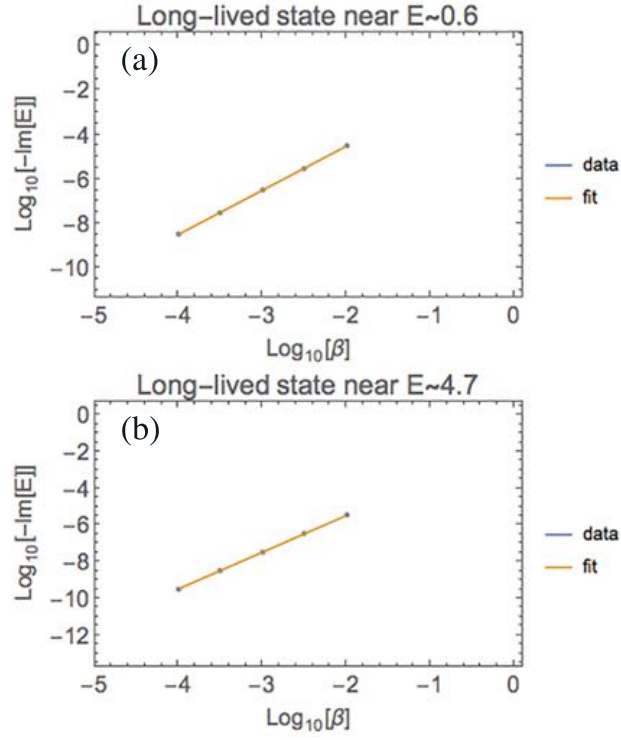 Long−lived state near E~0.6
(a)
0
−2
−4
−6
−8
−10
Log10[−Im[E]]
data
fit
−5 −4 −3 −2 −1 0
Log10[β]
Long−lived state near E~4.7
(b)
0
−2
−4
−6
−8
−10
−12
Log10[−Im[E]]
data
fit
−5 −4 −3 −2 −1 0
Log10[β]